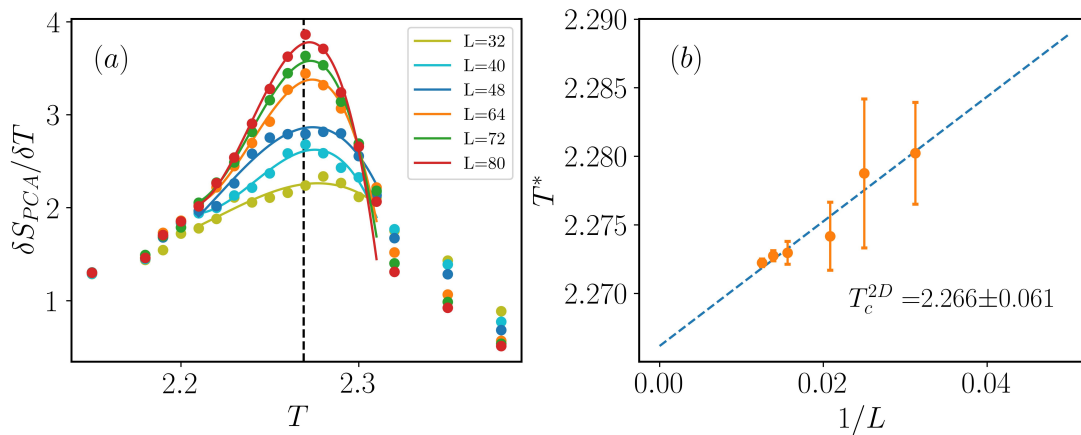 (a)
4
3
2
1
δS_{PCA}/δT
2.2
2.3
T
L=32
L=40
L=48
L=64
L=72
L=80
(b)
2.290
2.285
2.280
2.275
2.270
T*
T_c^{2D} =2.266±0.061
0.00
0.02
0.04
1/L